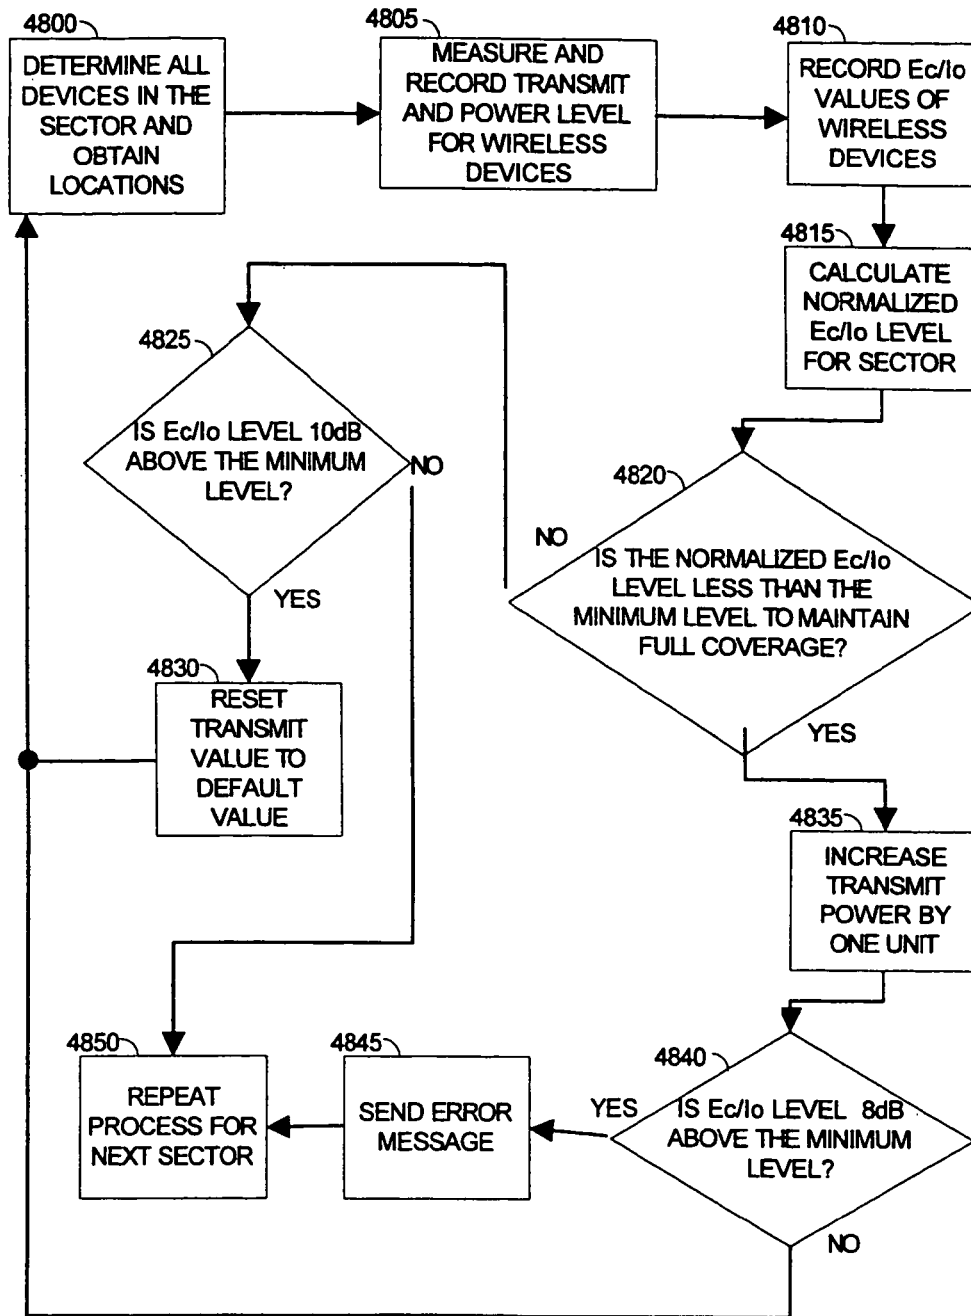 4800
DETERMINE ALL
DEVICES IN THE
SECTOR AND
OBTAIN
LOCATIONS
4805
MEASURE AND
RECORD TRANSMIT
AND POWER LEVEL
FOR WIRELESS
DEVICES
4810
RECORD Ec/Io
VALUES OF
WIRELESS
DEVICES
4815
CALCULATE
NORMALIZED
Ec/Io LEVEL
FOR SECTOR
4820
IS THE NORMALIZED Ec/Io
LEVEL LESS THAN THE
MINIMUM LEVEL TO MAINTAIN
FULL COVERAGE?
NO
YES
4825
IS Ec/Io LEVEL 10dB
ABOVE THE MINIMUM
LEVEL?
NO
YES
4830
RESET
TRANSMIT
VALUE TO
DEFAULT
VALUE
4835
INCREASE
TRANSMIT
POWER BY
ONE UNIT
4840
IS Ec/Io LEVEL 8dB
ABOVE THE MINIMUM
LEVEL?
YES
NO
4845
SEND ERROR
MESSAGE
4850
REPEAT
PROCESS FOR
NEXT SECTOR